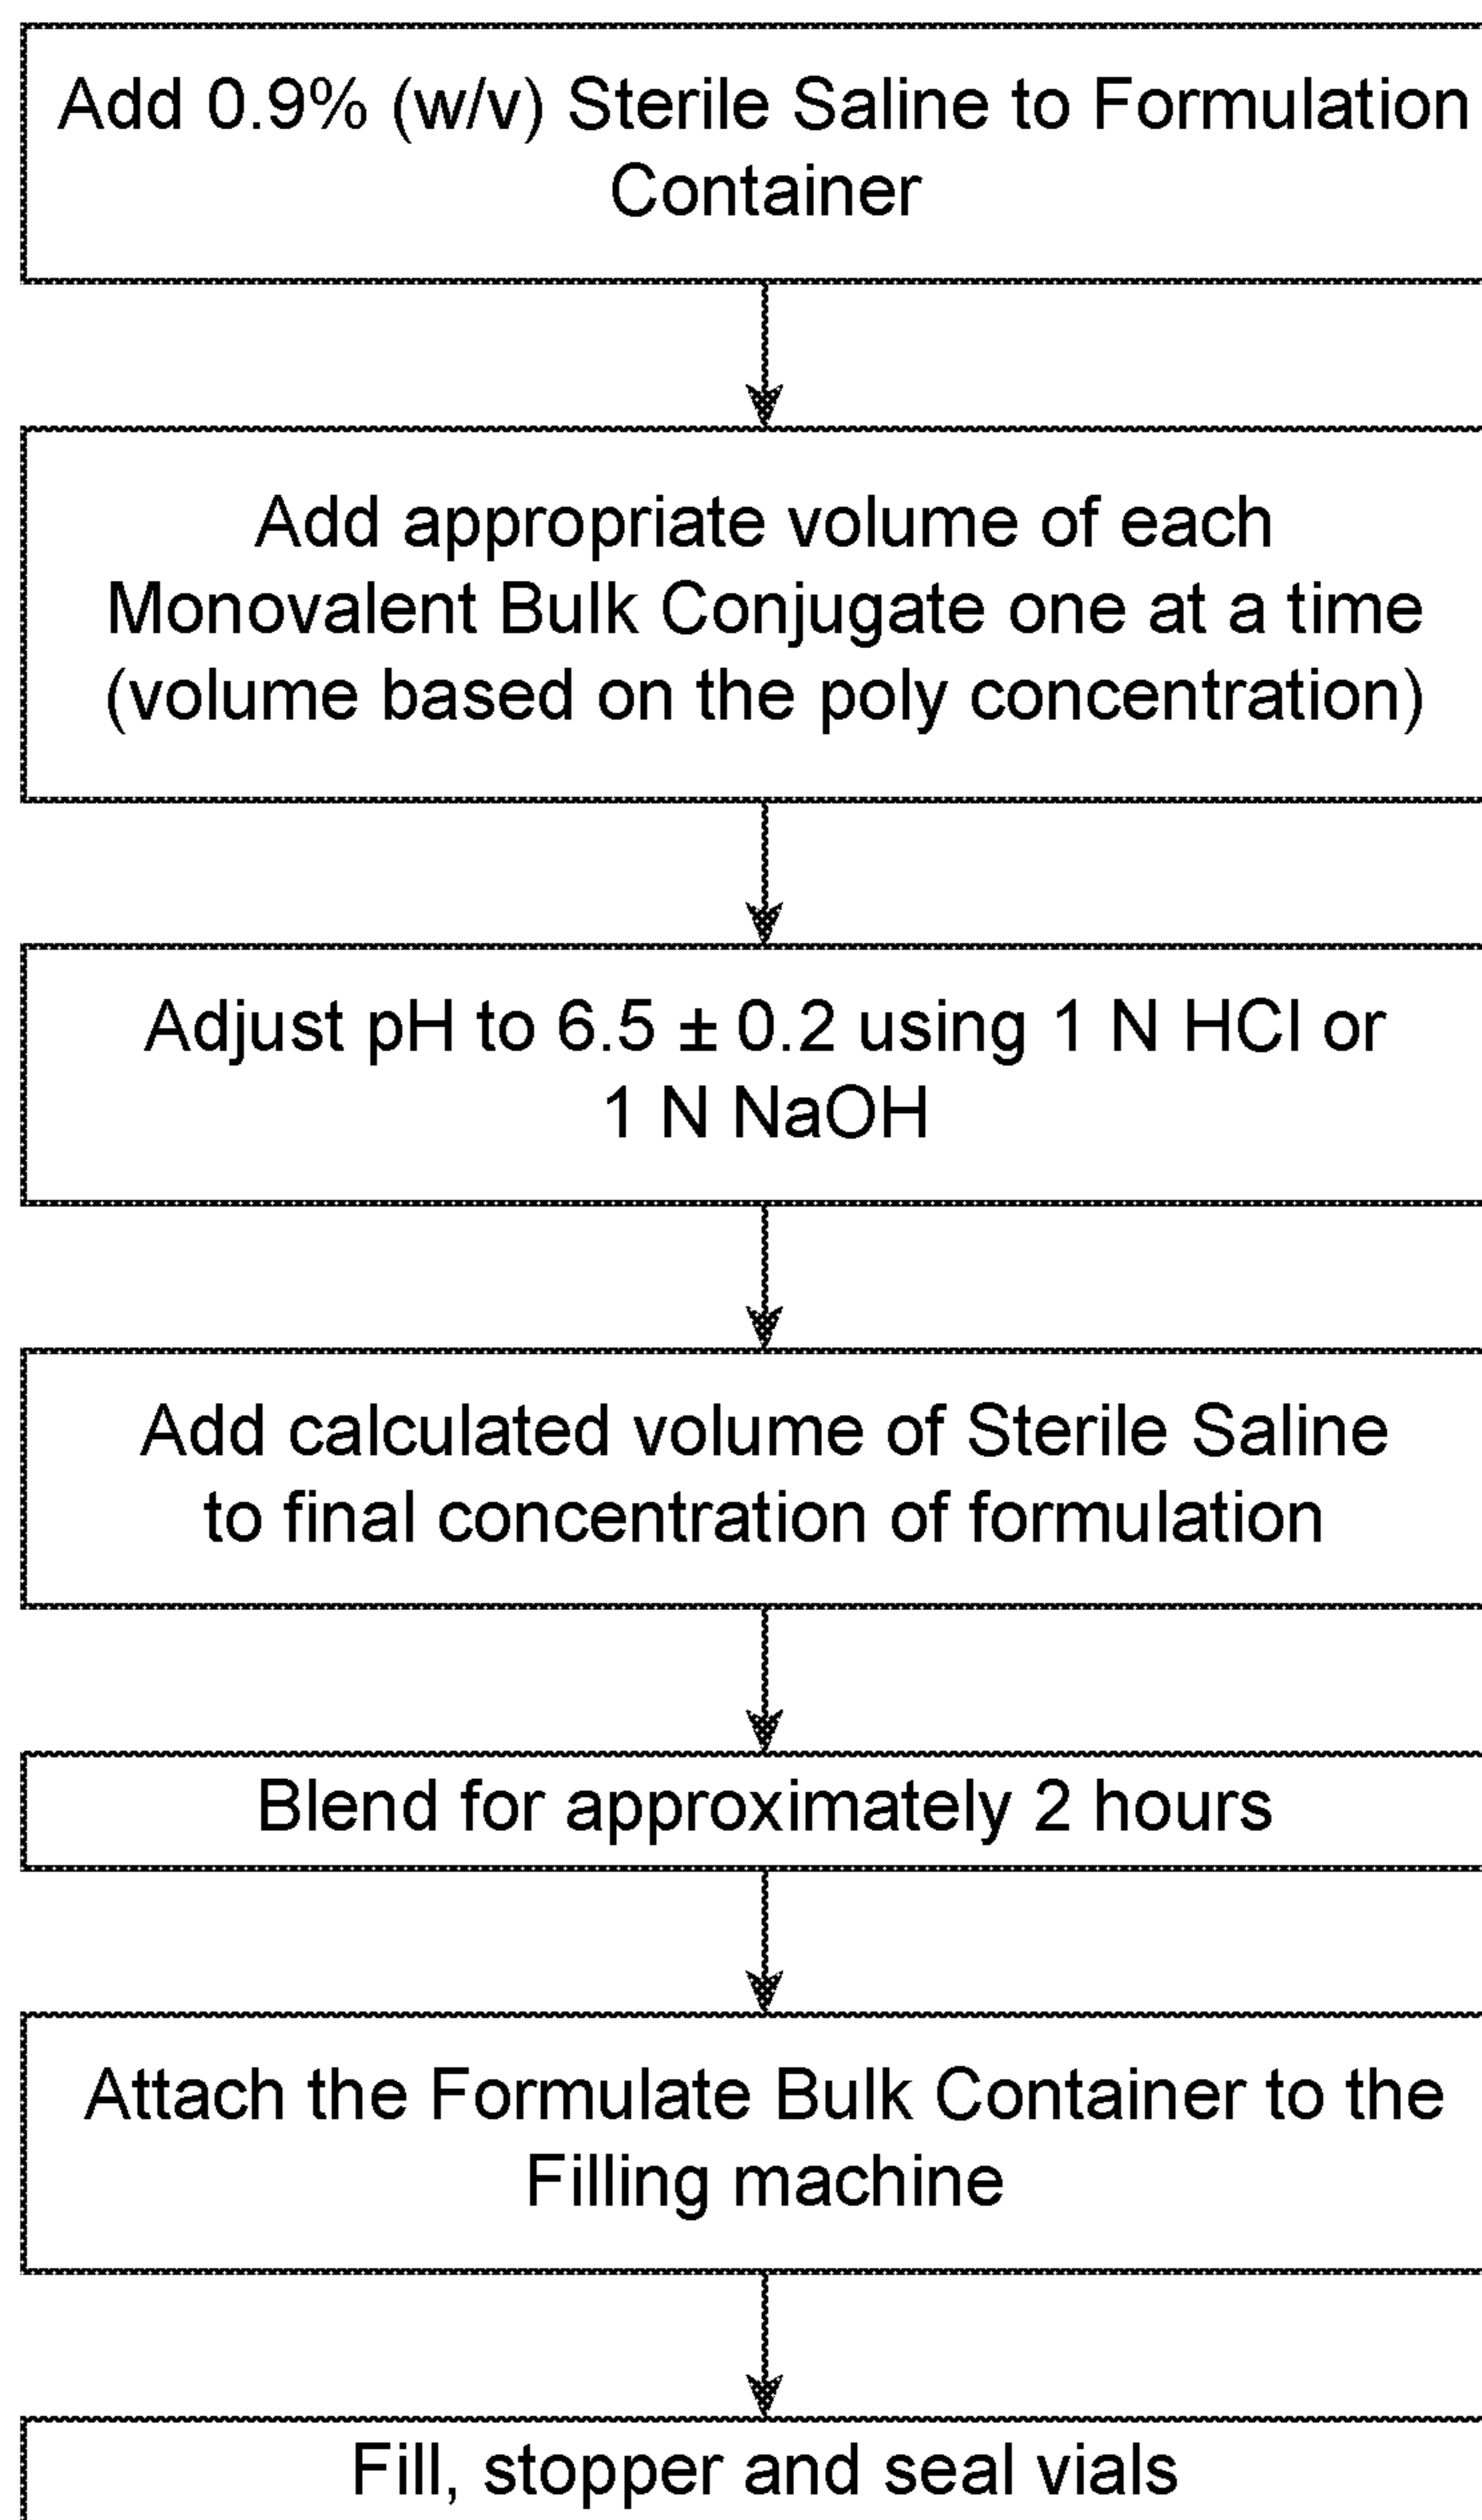 Add 0.9% (w/v) Sterile Saline to Formulation
Container
Add appropriate volume of each
Monovalent Bulk Conjugate one at a time
(volume based on the poly concentration)
Adjust pH to 6.5 ± 0.2 using 1 N HCl or
1 N NaOH
Add calculated volume of Sterile Saline
to final concentration of formulation
Blend for approximately 2 hours
Attach the Formulate Bulk Container to the
Filling machine
Fill, stopper and seal vials